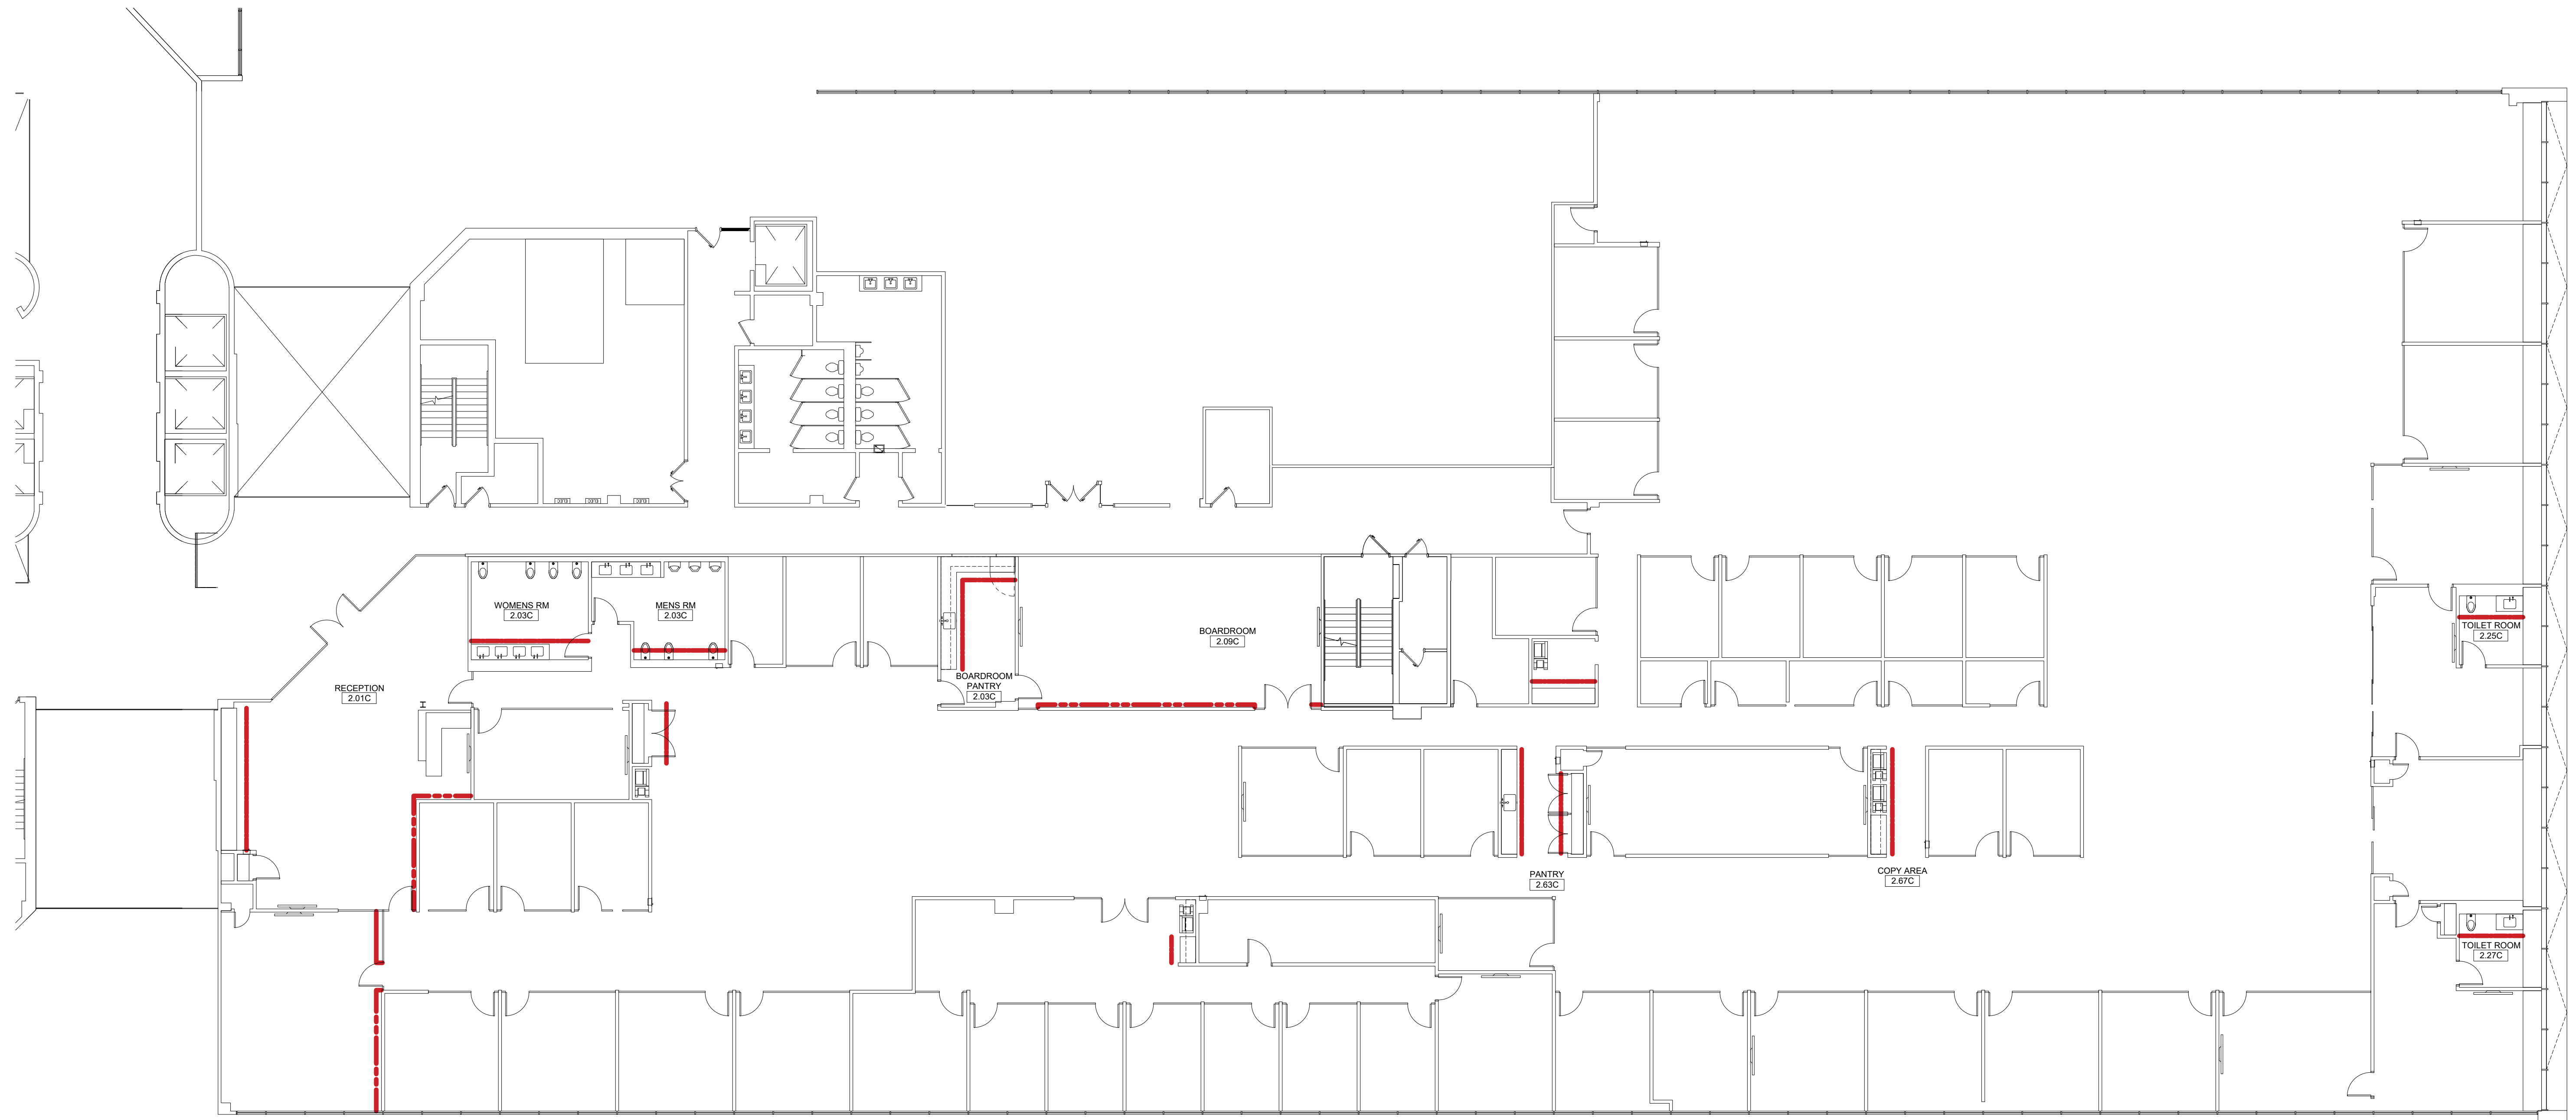 WOMENS RM
2.03C
MENS RM
2.03C
BOARDROOM
2.09C
TOILET ROOM
2.25C
BOARDROOM
PANTRY
2.03C
RECEPTION
2.01C
PANTRY
2.63C
COPY AREA
2.67C
TOILET ROOM
2.27C